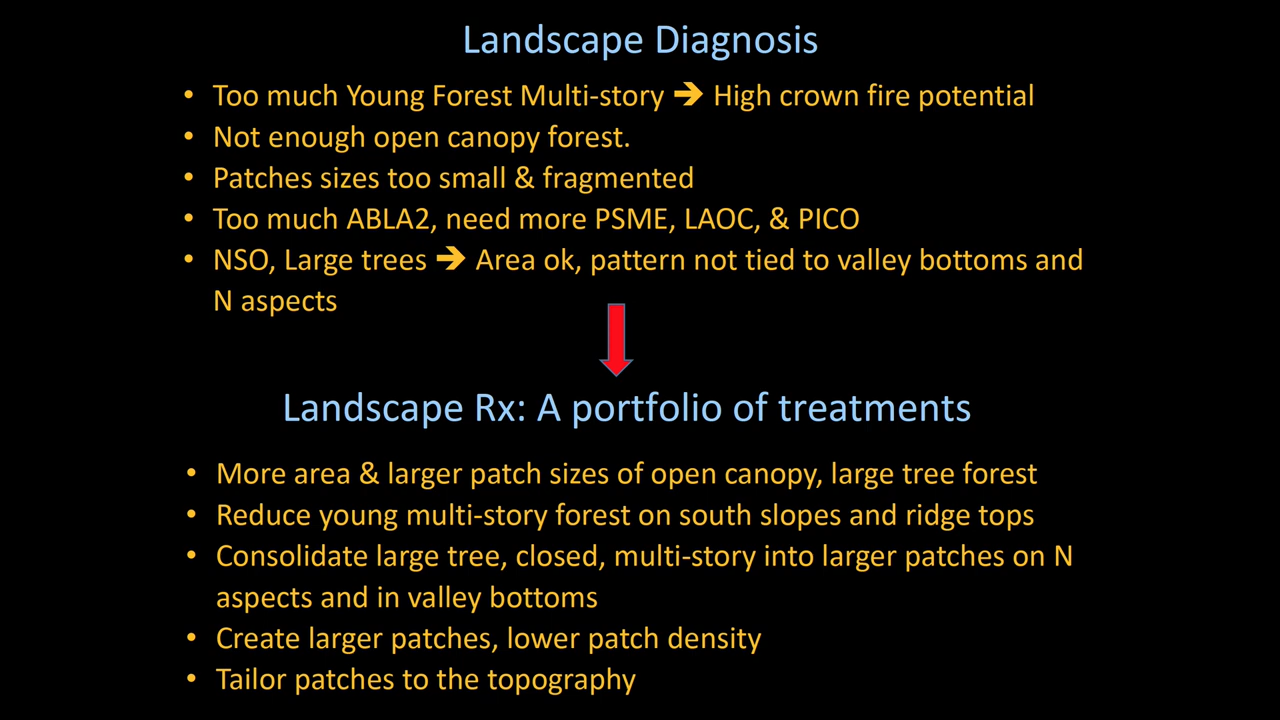 Landscape Diagnosis
• Too much Young Forest Multi-story ➔ High crown fire potential
• Not enough open canopy forest.
• Patches sizes too small & fragmented
• Too much ABLA2, need more PSME, LAOC, & PICO
• NSO, Large trees ➔ Area ok, pattern not tied to valley bottoms and
N aspects
Landscape Rx: A portfolio of treatments
• More area & larger patch sizes of open canopy, large tree forest
• Reduce young multi-story forest on south slopes and ridge tops
• Consolidate large tree, closed, multi-story into larger patches on N
aspects and in valley bottoms
• Create larger patches, lower patch density
• Tailor patches to the topography